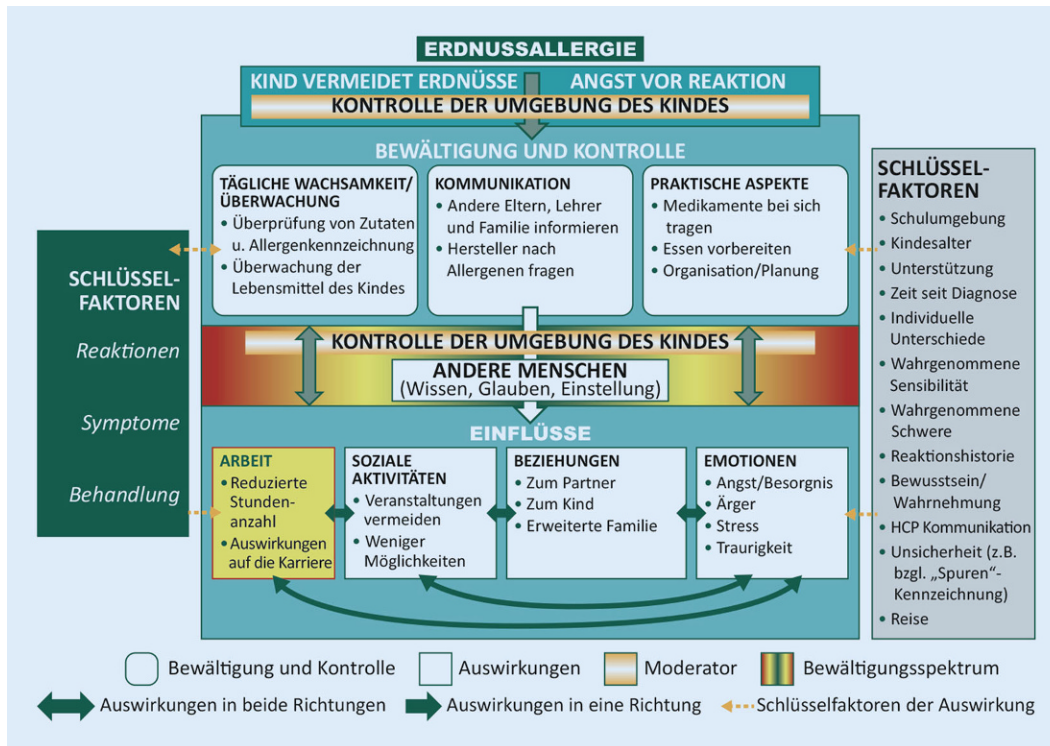 ERDNUSSALLERGIE
KIND VERMEIDET ERDNÜSSE
ANGST VOR REAKTION
KONTROLLE DER UMGEBUNG DES KINDES
BEWÄLTIGUNG UND KONTROLLE
TÄGLICHE WACHSAMKEIT/
ÜBERWACHUNG
• Überprüfung von Zutaten
u. Allergenkennzeichnung
• Überwachung der
Lebensmittel des Kindes
KOMMUNIKATION
• Andere Eltern, Lehrer
und Familie informieren
• Hersteller nach
Allergenen fragen
PRAKTISCHE ASPEKTE
• Medikamente bei sich
tragen
• Essen vorbereiten
• Organisation/Planung
SCHLÜSSEL-
FAKTOREN
Reaktionen
Symptome
Behandlung
KONTROLLE DER UMGEBUNG DES KINDES
ANDERE MENSCHEN
(Wissen, Glauben, Einstellung)
EINFLÜSSE
ARBEIT
• Reduzierte
Stunden-
anzahl
• Auswirkungen
auf die Karriere
SOZIALE
AKTIVITÄTEN
• Veranstaltungen
vermeiden
• Weniger
Möglichkeiten
BEZIEHUNGEN
• Zum Partner
• Zum Kind
• Erweiterte Familie
EMOTIONEN
• Angst/Besorgnis
• Ärger
• Stress
• Traurigkeit
SCHLÜSSEL-
FAKTOREN
• Schulumgebung
• Kindesalter
• Unterstützung
• Zeit seit Diagnose
• Individuelle
Unterschiede
• Wahrgenommene
Sensibilität
• Wahrgenommene
Schwere
• Reaktionshistorie
• Bewusstsein/
Wahrnehmung
• HCP Kommunikation
• Unsicherheit (z.B.
bzgl. „Spuren“-
Kennzeichnung)
• Reise
Bewältigung und Kontrolle
Auswirkungen
Moderator
Bewältigungsspektrum
Auswirkungen in beide Richtungen
Auswirkungen in eine Richtung
Schlüsselfaktoren der Auswirkung